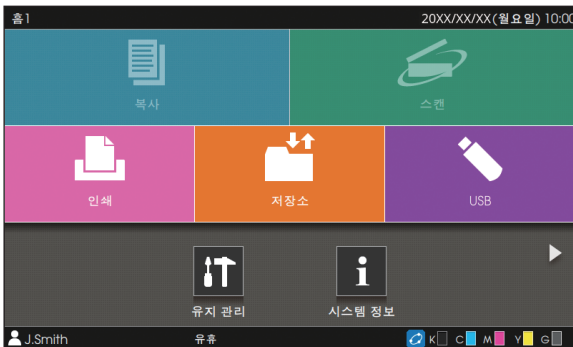 홈1 20XX/XX/XX(월요일) 10:00
복사 스캔
인쇄 저장소 USB
유지 관리 시스템 정보
J.Smith 유휴 K C M Y G